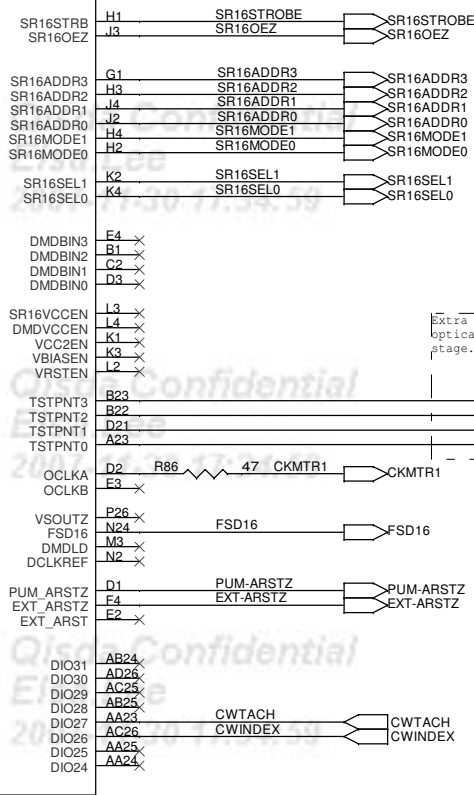 SR16STRB H1 SR16STROBE SR16STROBE
SR16OEZ J3 SR16OEZ SR16OEZ
SR16ADDR3 G1 SR16ADDR3 SR16ADDR3
SR16ADDR2 H3 SR16ADDR2 SR16ADDR2
SR16ADDR1 J4 SR16ADDR1 SR16ADDR1
SR16ADDR0 J2 SR16ADDR0 SR16ADDR0
SR16MODE1 H4 SR16MODE1 SR16MODE1
SR16MODE0 H2 SR16MODE0 SR16MODE0
SR16SEL1 K2 SR16SEL1 SR16SEL1
SR16SEL0 K4 SR16SEL0 SR16SEL0
DMDBIN3 E4
DMDBIN2 B1
DMDBIN1 C2
DMDBIN0 D3
SR16VCCEN L3
DMDVCCEN L4
VCC2EN K1
VBIASEN K3
VRSTEN L2
Extra
optica
stage.
Qisda Confidential
TSTPNT3 B23
TSTPNT2 B22
TSTPNT1 D21
TSTPNT0 A23
OCLKA D2 R86 47 CKMTR1 CKMTR1
OCLKB E3
VSOUTZ P26
FSD16 N24 FSD16 FSD16
DMDLD M3
DCLKREF N2
PUM_ARSTZ D1 PUM-ARSTZ PUM-ARSTZ
EXT_ARSTZ F4 EXT-ARSTZ EXT-ARSTZ
EXT_ARST E2
Qisda Confidential
DIO31 AB24
DIO30 AD26
DIO29 AC25
DIO28 AB25
DIO27 AA23 CWTACH CWTACH
DIO26 AC26 CWINDEX CWINDEX
DIO25 AA25
DIO24 AA24